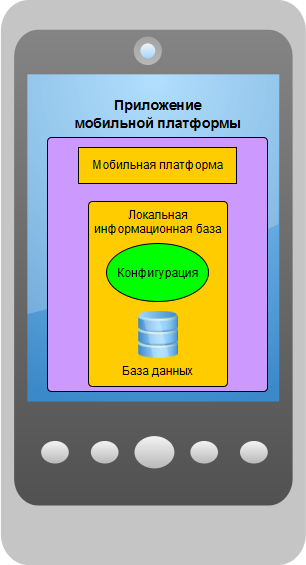 Приложение
мобильной платформы
Мобильная платформа
Локальная
информационная база
Конфигурация
База данных